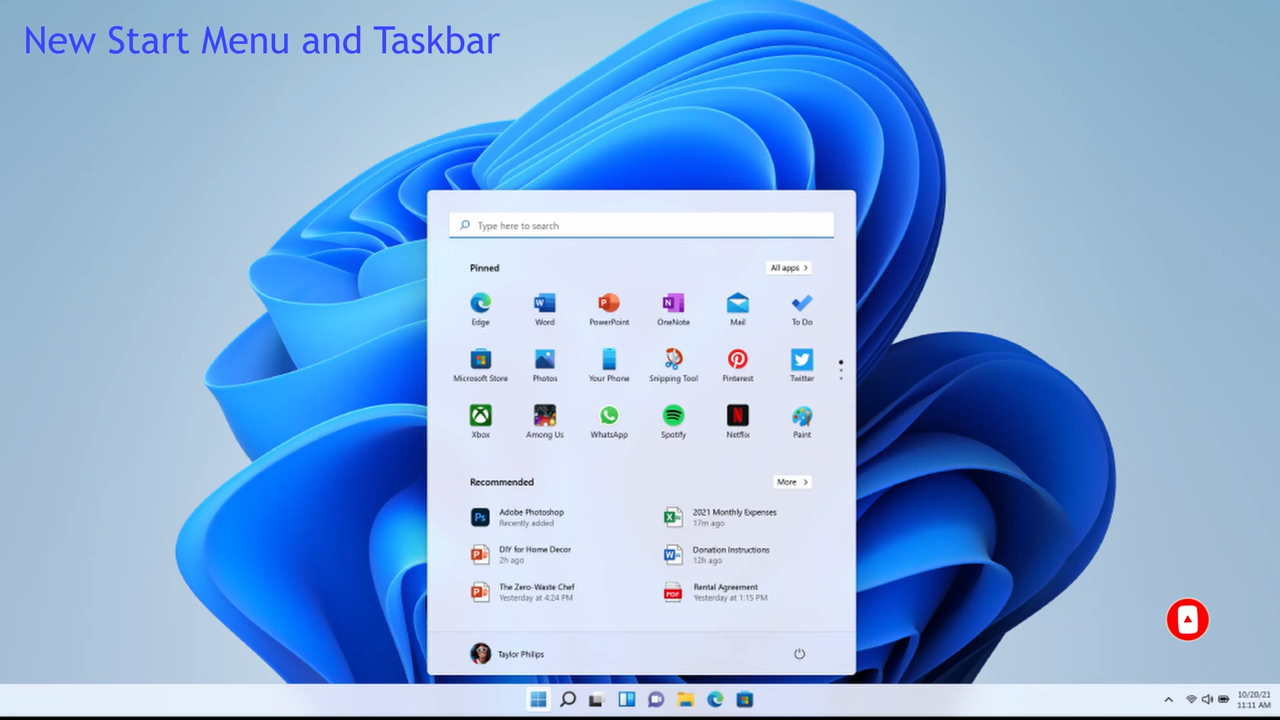 New Start Menu and Taskbar
Type here to search
Pinned
All apps
Edge
Word
PowerPoint
OneNote
Mail
To Do
Microsoft Store
Photos
Your Phone
Snipping Tool
Pinterest
Twitter
Xbox
Among Us
WhatsApp
Spotify
Netflix
Paint
Recommended
More
Adobe Photoshop
Recently added
2021 Monthly Expenses
17m ago
DIY for Home Decor
2h ago
Donation Instructions
12h ago
The Zero-Waste Chef
Yesterday at 4:24 PM
Rental Agreement
Yesterday at 1:15 PM
Taylor Philips
10/20/21
11:11 AM